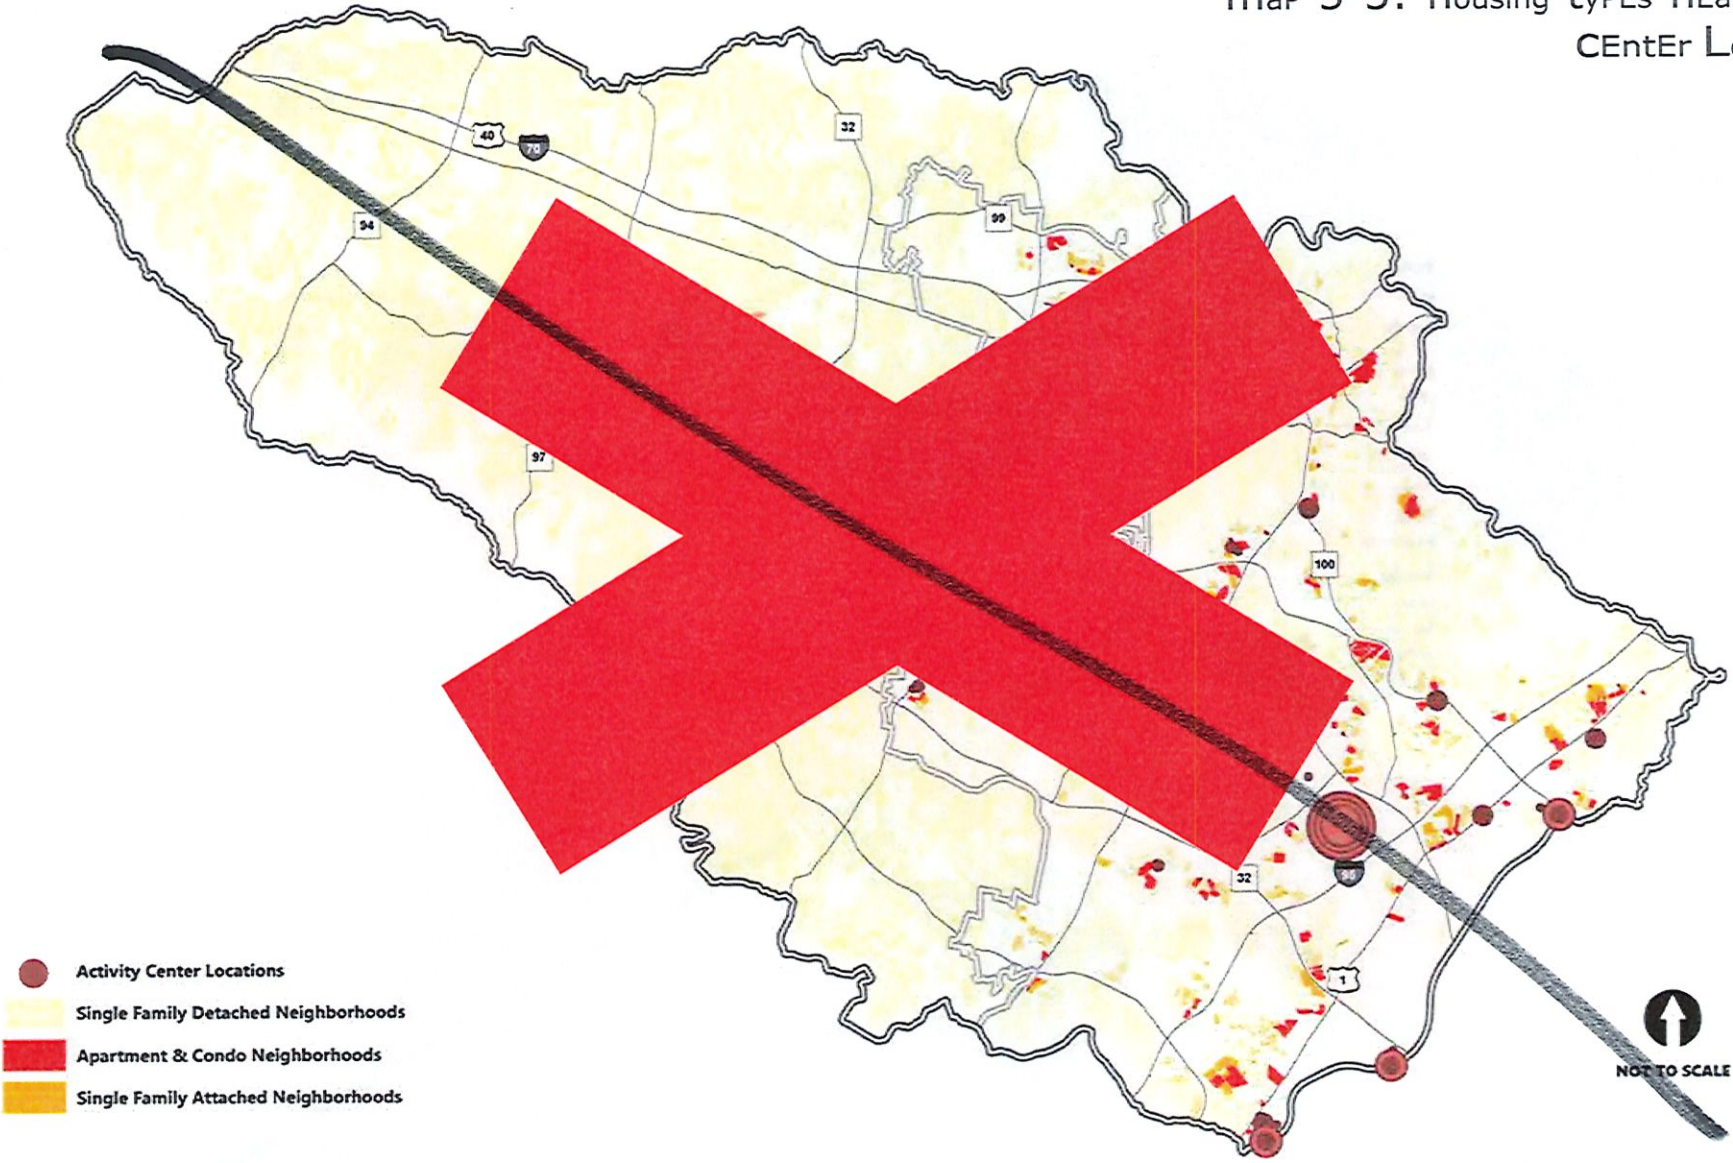 CEntEr
40
70
32
99
94
97
100
32
95
1
Activity Center Locations
Single Family Detached Neighborhoods
Apartment & Condo Neighborhoods
Single Family Attached Neighborhoods
NOT TO SCALE